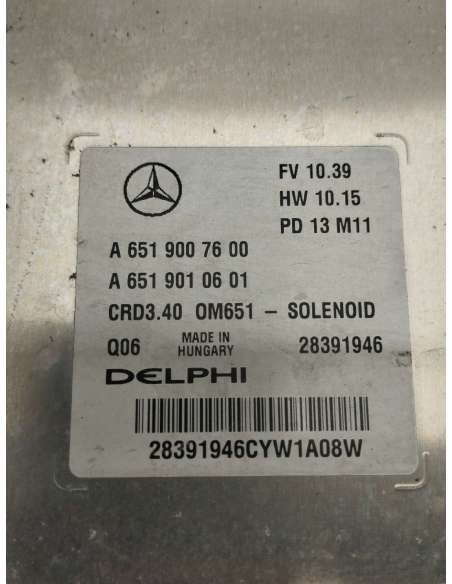 FV 10.39
HW 10.15
PD 13 M11
A 651 900 76 00
A 651 901 06 01
CRD3.40 OM651 - SOLENOID
Q06 MADE IN HUNGARY 28391946
DELPHI
28391946CYW1A08W